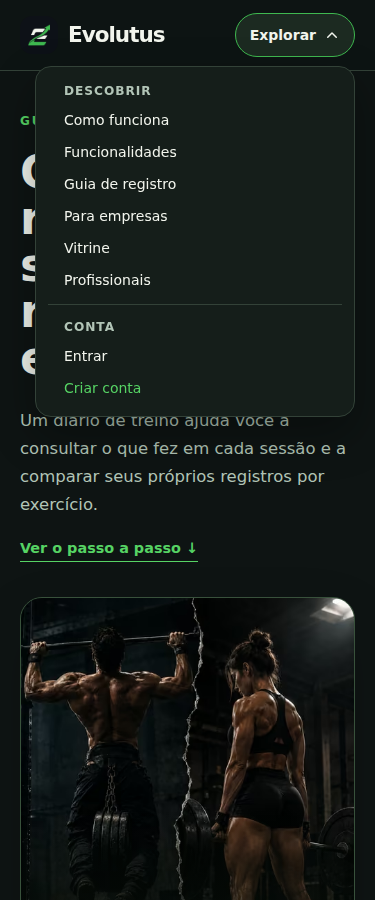 Evolutus
Explorar
DESCOBRIR
Como funciona
Funcionalidades
Guia de registro
Para empresas
Vitrine
Profissionais
CONTA
Entrar
Criar conta
Um diário de treino ajuda você a
consultar o que fez em cada sessão e a
comparar seus próprios registros por
exercício.
Ver o passo a passo ↓